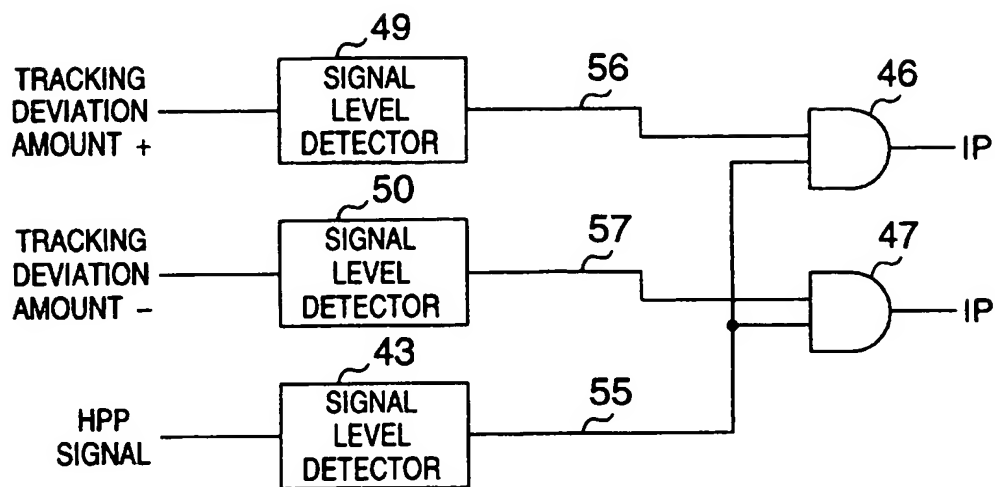 49
TRACKING
DEVIATION
AMOUNT +
SIGNAL
LEVEL
DETECTOR
56
46
IP
50
TRACKING
DEVIATION
AMOUNT –
SIGNAL
LEVEL
DETECTOR
57
47
IP
43
HPP
SIGNAL
SIGNAL
LEVEL
DETECTOR
55